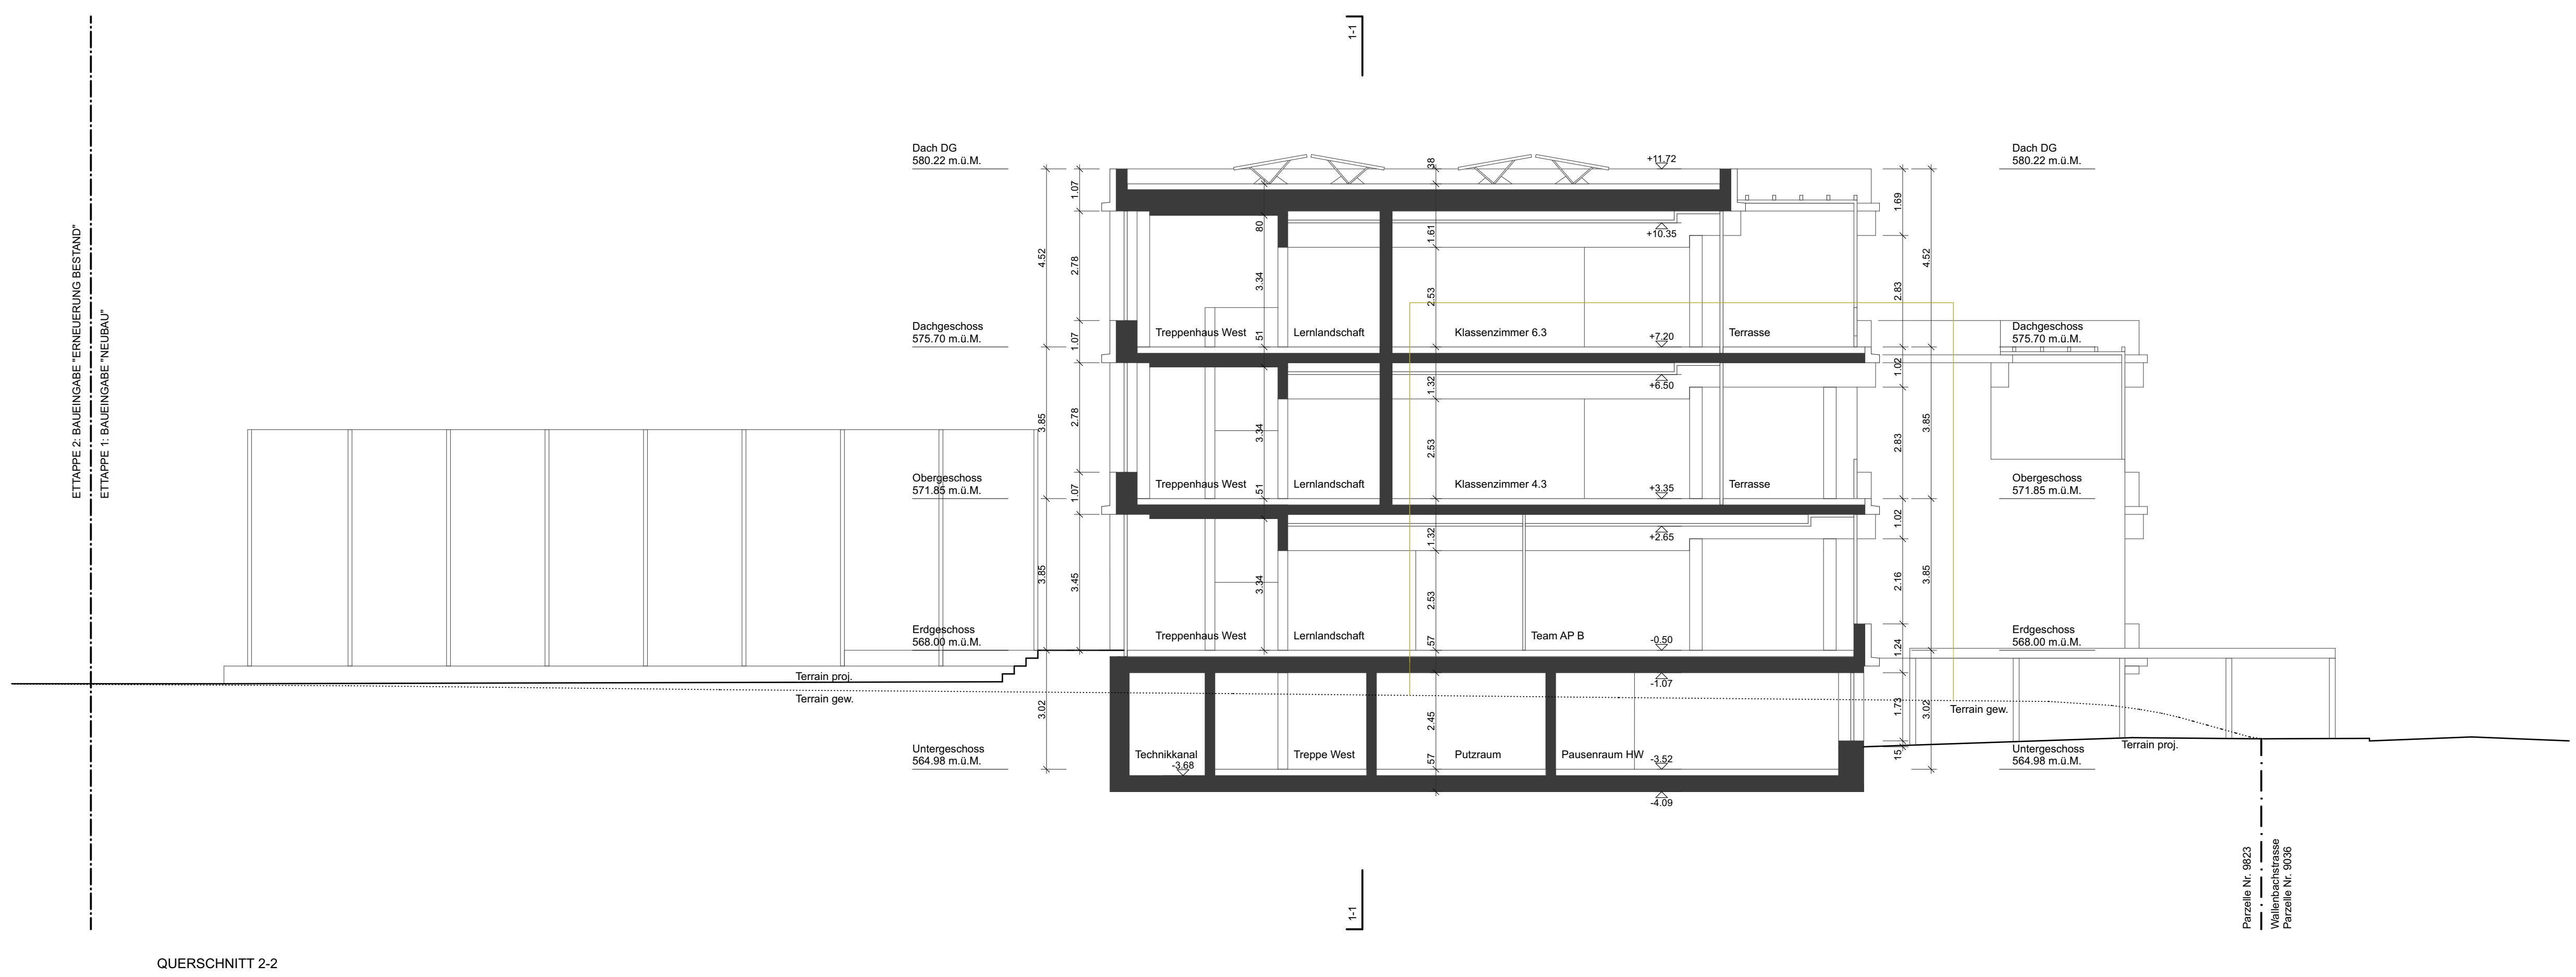 1-1
ETTAPPE 2: BAUEINGABE "ERNEUERUNG BESTAND"
ETTAPPE 1: BAUEINGABE "NEUBAU"
Dach DG
580.22 m.ü.M.
Dachgeschoss
575.70 m.ü.M.
Obergeschoss
571.85 m.ü.M.
Erdgeschoss
568.00 m.ü.M.
Untergeschoss
564.98 m.ü.M.
Terrain proj.
Terrain gew.
4.52
3.85
3.85
3.02
1.07
2.78
1.07
2.78
1.07
3.45
80
3.34
51
3.34
51
3.34
38
1.61
2.53
1.32
2.53
1.32
2.53
57
2.45
57
+11.72
+10.35
Treppenhaus West
Lernlandschaft
Klassenzimmer 6.3
+7.20
Terrasse
+6.50
Treppenhaus West
Lernlandschaft
Klassenzimmer 4.3
+3.35
Terrasse
+2.65
Treppenhaus West
Lernlandschaft
Team AP B
-0.50
-1.07
Technikkanal
-3.68
Treppe West
Putzraum
Pausenraum HW
-3.52
-4.09
1.69
2.83
1.02
2.83
1.02
2.16
1.24
1.73
15
4.52
3.85
3.85
3.02
Dach DG
580.22 m.ü.M.
Dachgeschoss
575.70 m.ü.M.
Obergeschoss
571.85 m.ü.M.
Erdgeschoss
568.00 m.ü.M.
Terrain gew.
Untergeschoss
564.98 m.ü.M.
Terrain proj.
Parzelle Nr. 9823
Wallenbachstrasse
Parzelle Nr. 9036
1-1
QUERSCHNITT 2-2